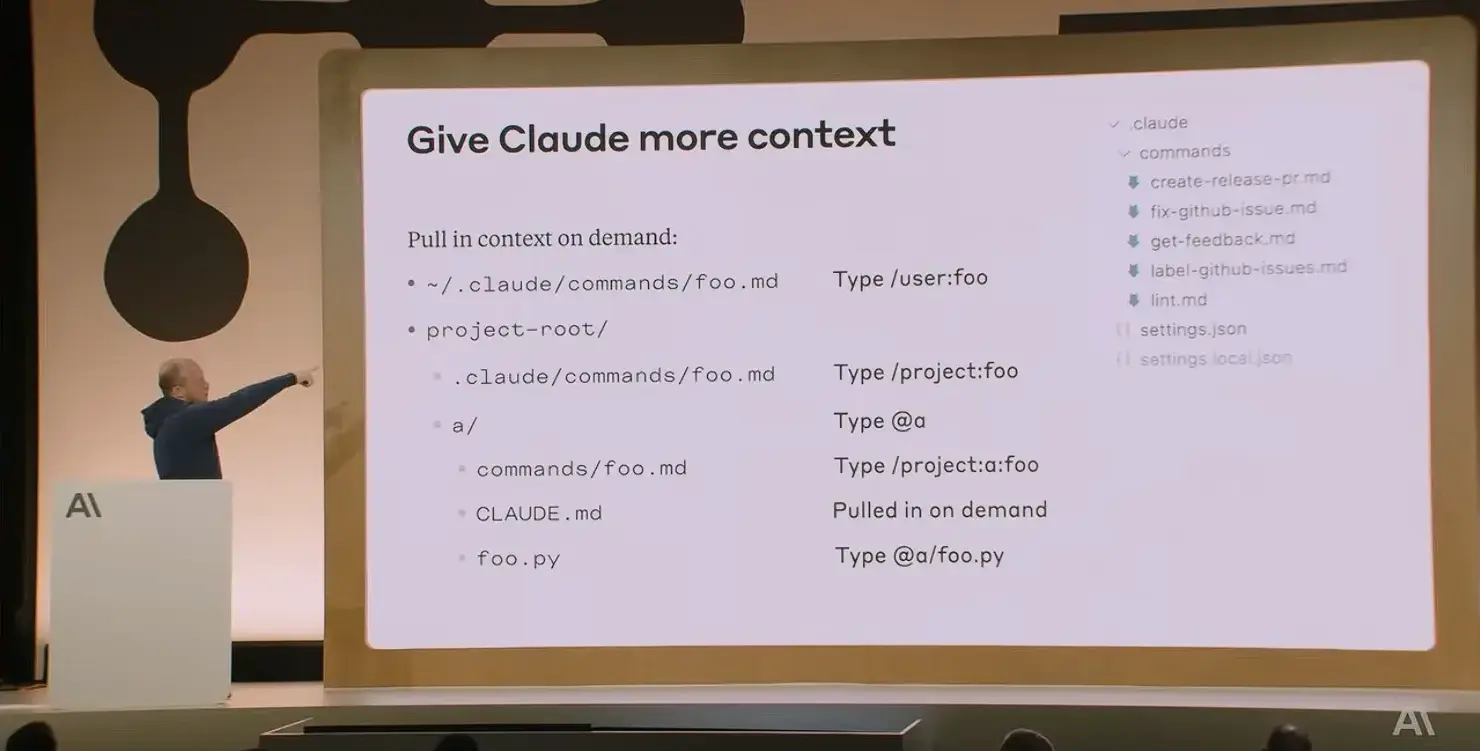 Give Claude more context
Pull in context on demand:
~/.claude/commands/foo.md Type /user:foo
project-root/
.claude/commands/foo.md Type /project:foo
a/ Type @a
commands/foo.md Type /project:a:foo
CLAUDE.md Pulled in on demand
foo.py Type @a/foo.py
.claude
commands
create-release-pr.md
fix-github-issue.md
get-feedback.md
label-github-issues.md
lint.md
{} settings.json
{} settings.local.json
A\
A\